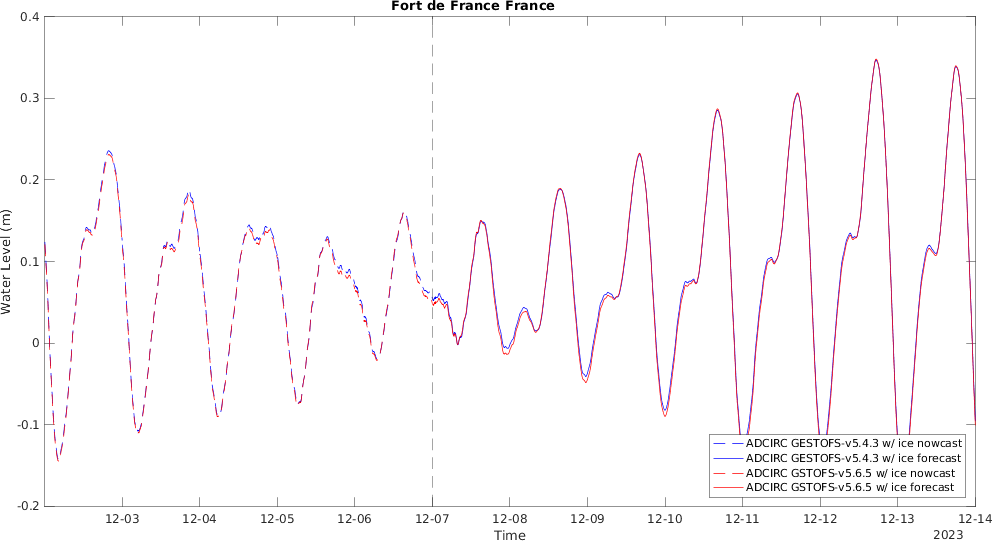 Fort de France France
0.4
0.3
0.2
0.1
0
-0.1
-0.2
Water Level (m)
ADCIRC GESTOFS-v5.4.3 w/ ice nowcast
ADCIRC GESTOFS-v5.4.3 w/ ice forecast
ADCIRC GSTOFS-v5.6.5 w/ ice nowcast
ADCIRC GSTOFS-v5.6.5 w/ ice forecast
12-03 12-04 12-05 12-06 12-07 12-08 12-09 12-10 12-11 12-12 12-13 12-14
Time
2023